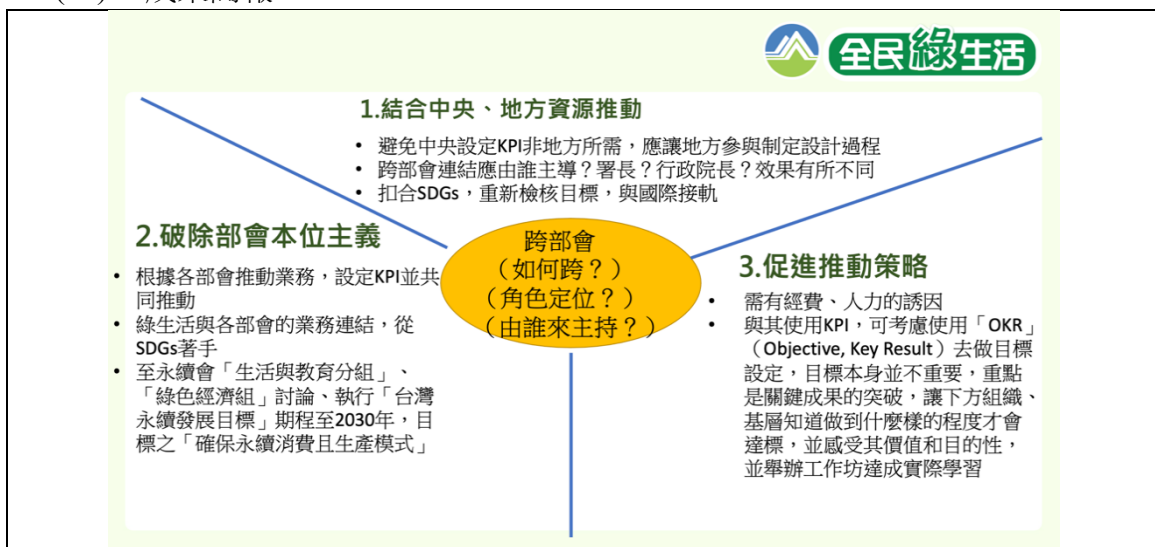 全民綠生活
1.結合中央、地方資源推動
• 避免中央設定KPI非地方所需，應讓地方參與制定設計過程
• 跨部會連結應由誰主導？署長？行政院長？效果有所不同
• 扣合SDGs，重新檢核目標，與國際接軌
跨部會
（如何跨？）
（角色定位？）
（由誰來主持？）
2.破除部會本位主義
• 根據各部會推動業務，設定KPI並共
同推動
• 綠生活與各部會的業務連結，從
SDGs著手
• 至永續會「生活與教育分組」、
「綠色經濟組」討論、執行「台灣
永續發展目標」期程至2030年，目
標之「確保永續消費且生產模式」
3.促進推動策略
• 需有經費、人力的誘因
• 與其使用KPI，可考慮使用「OKR」
（Objective, Key Result）去做目標
設定，目標本身並不重要，重點
是關鍵成果的突破，讓下方組織、
基層知道做到什麼樣的程度才會
達標，並感受其價值和目的性，
並舉辦工作坊達成實際學習